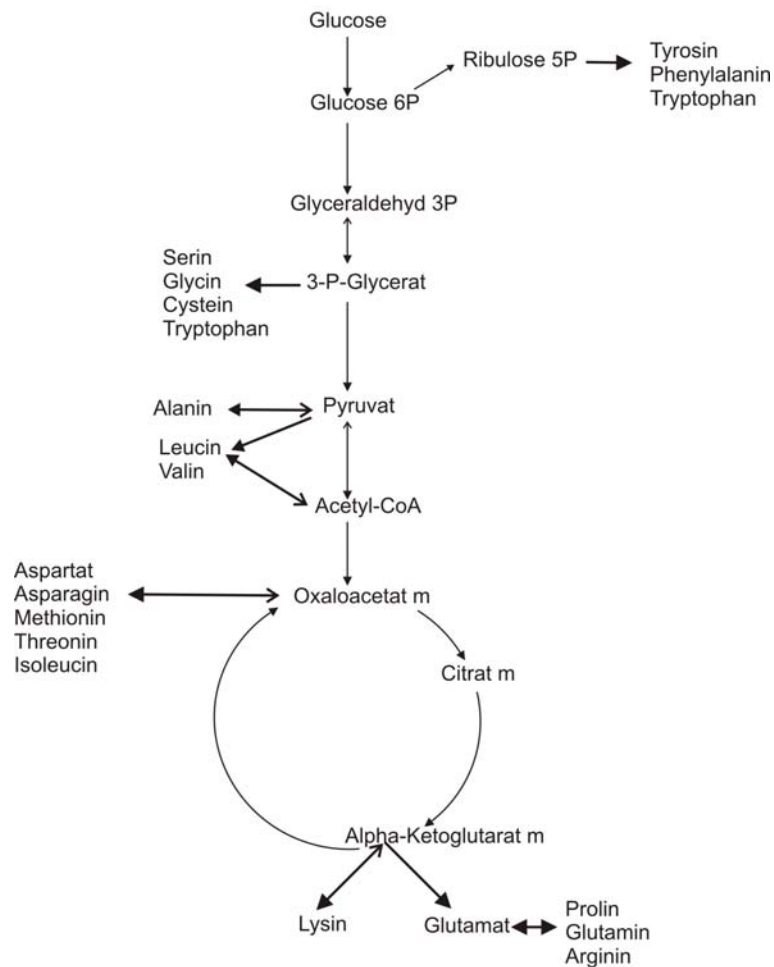 Glucose
Ribulose 5P
Tyrosin
Phenylalanin
Tryptophan
Glucose 6P
Glyceraldehyd 3P
Serin
Glycin
Cystein
Tryptophan
3-P-Glycerat
Alanin
Pyruvat
Leucin
Valin
Acetyl-CoA
Aspartat
Asparagin
Methionin
Threonin
Isoleucin
Oxaloacetat m
Citrat m
Alpha-Ketoglutarat m
Lysin
Glutamat
Prolin
Glutamin
Arginin